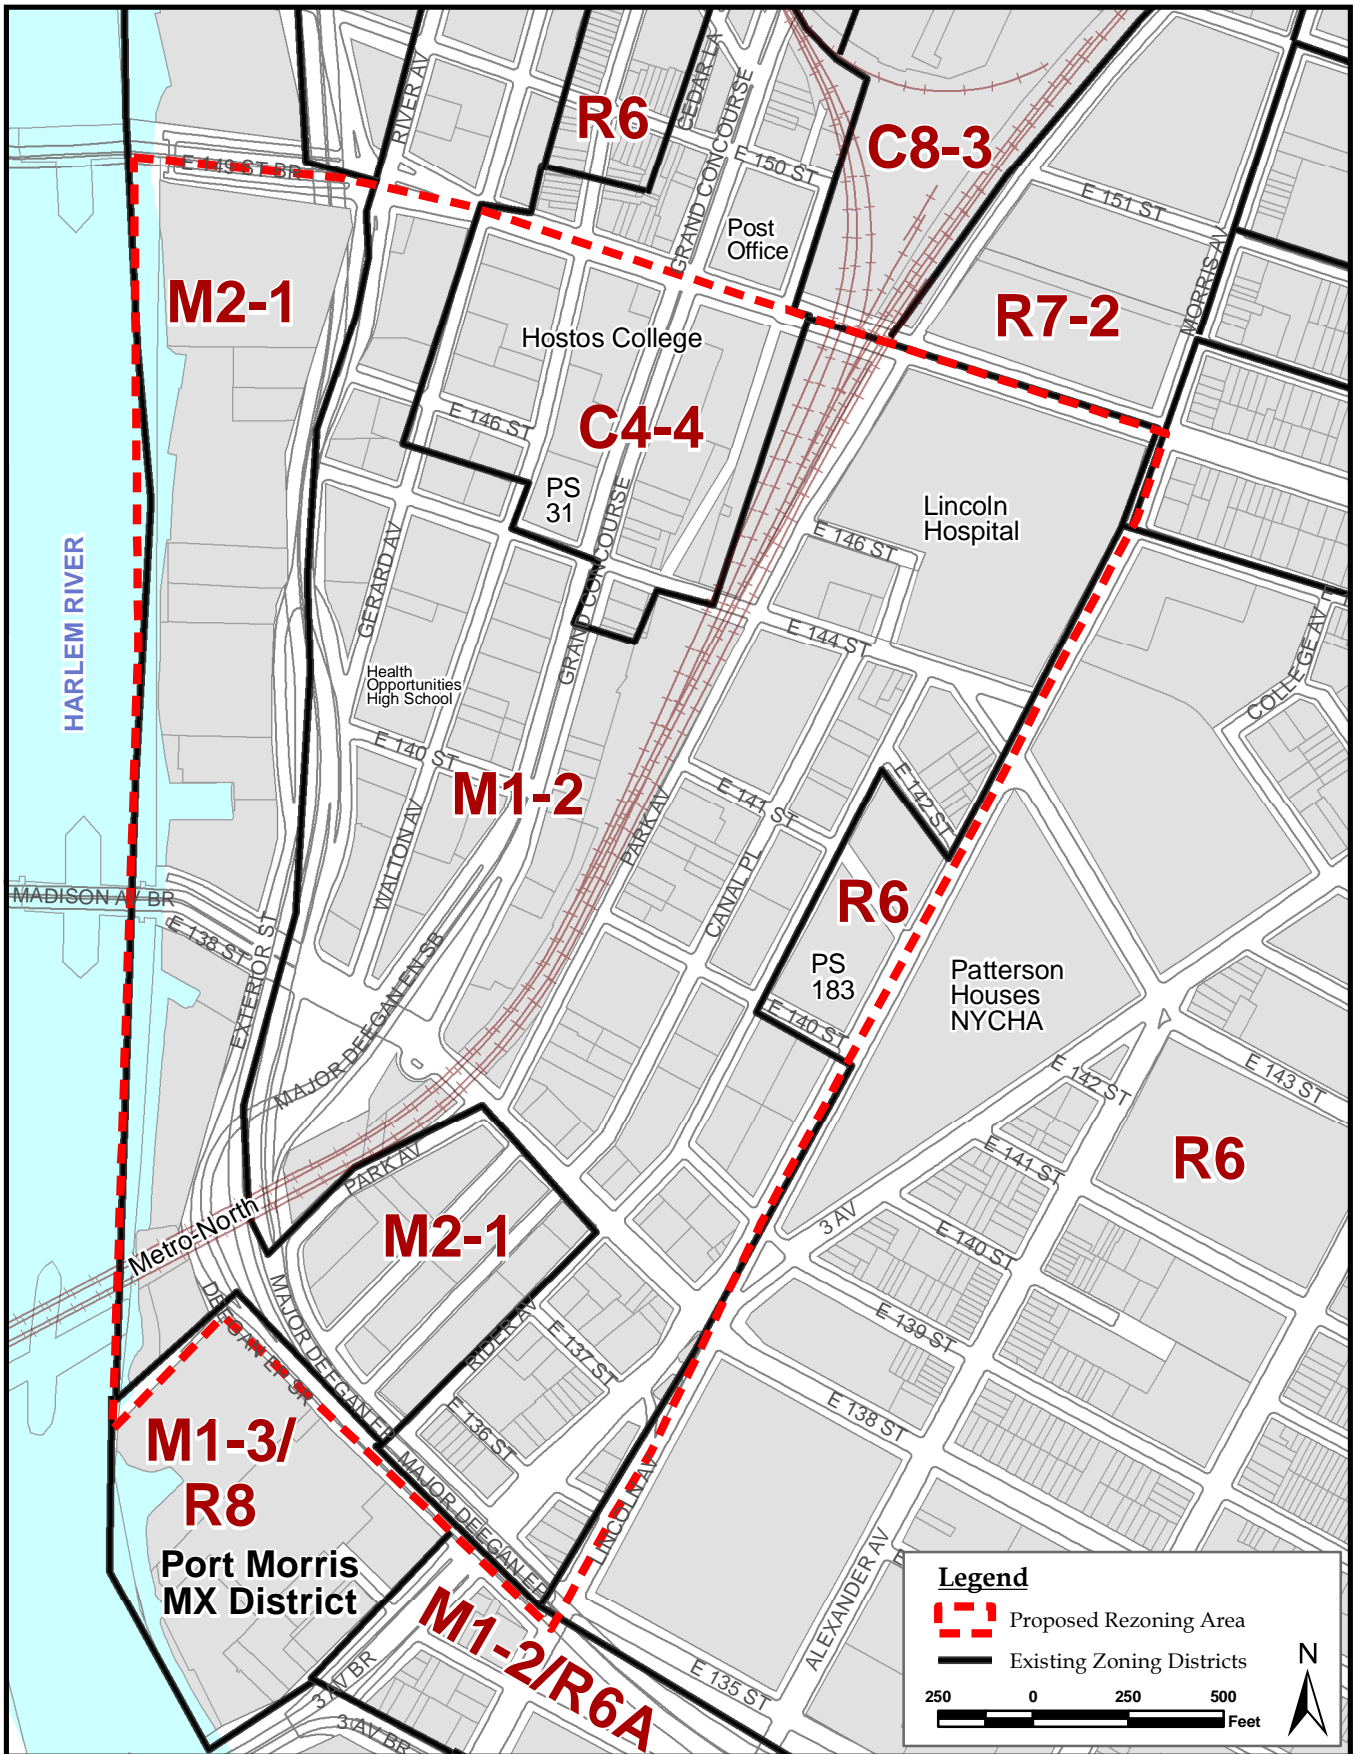 RIVER AV
R6
CEDAR LA
GRAND CONCOURSE
E 150 ST
C8-3
E 149 ST BR
E 151 ST
MORRIS AV
Post
Office
M2-1
R7-2
Hostos College
E 146 ST
C4-4
PS
31
Lincoln
Hospital
E 146 ST
GRAND CONCOURSE
GERARD AV
HARLEM RIVER
E 144 ST
COLLEGE AV
Health
Opportunities
High School
E 140 ST
M1-2
WALTON AV
PARK AV
E 141 ST
E 142 ST
CANAL PL
R6
PS
183
E 140 ST
Patterson
Houses
NYCHA
MADISON AV BR
E 138 ST
EXTERIOR ST
MAJOR DEEGAN EN SB
E 142 ST
E 143 ST
E 141 ST
R6
3 AV
E 140 ST
PARK AV
M2-1
Metro-North
DEEGAN EP SR
MAJOR DEEGAN EP
RIDER AV
E 137 ST
E 139 ST
E 138 ST
E 136 ST
M1-3/
R8
Port Morris
MX District
MAJOR DEEGAN EP
LINCOLN AV
ALEXANDER AV
M1-2/R6A
E 135 ST
3 AV BR
3 AV BR
Legend
Proposed Rezoning Area
Existing Zoning Districts
N
250 0 250 500
Feet